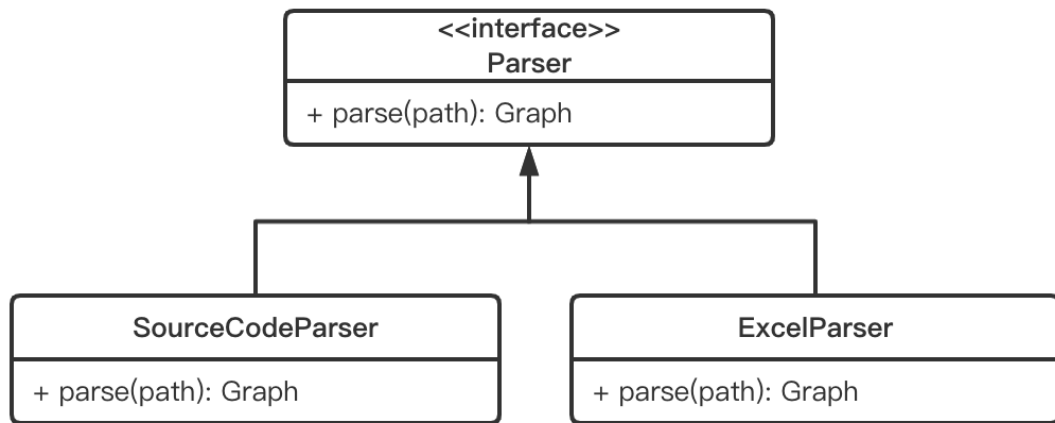 <<interface>>
Parser
+ parse(path): Graph
SourceCodeParser
+ parse(path): Graph
ExcelParser
+ parse(path): Graph